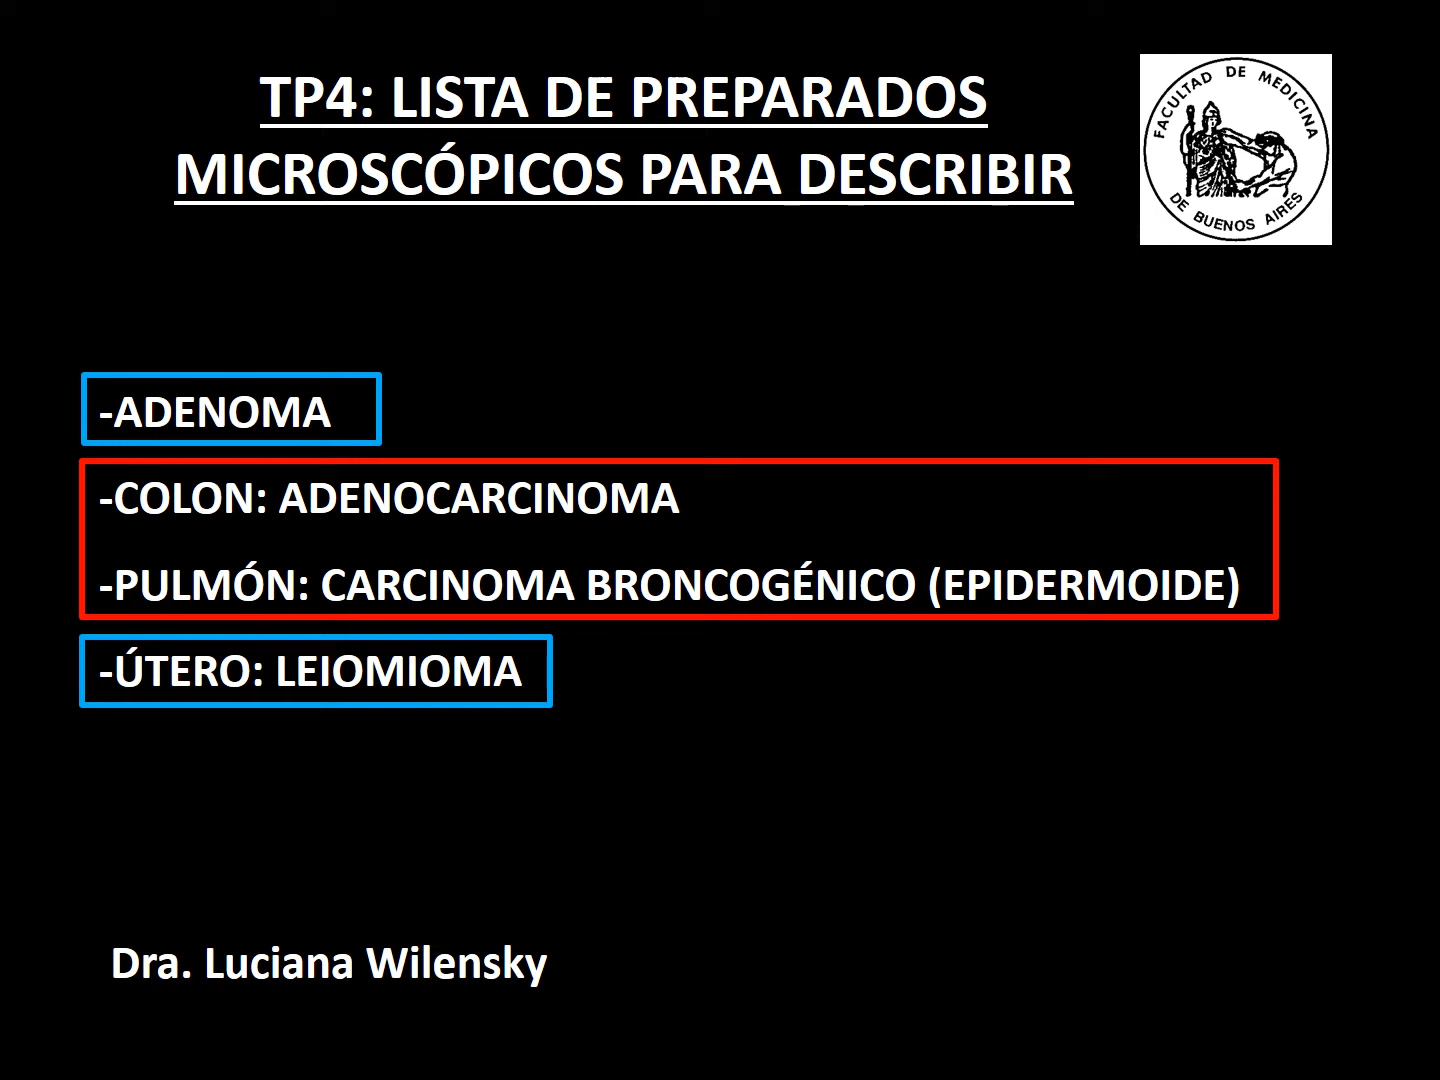 TP4: LISTA DE PREPARADOS
MICROSCÓPICOS PARA DESCRIBIR
FACULTAD DE MEDICINA
DE BUENOS AIRES
-ADENOMA
-COLON: ADENOCARCINOMA
-PULMÓN: CARCINOMA BRONCOGÉNICO (EPIDERMOIDE)
-ÚTERO: LEIOMIOMA
Dra. Luciana Wilensky